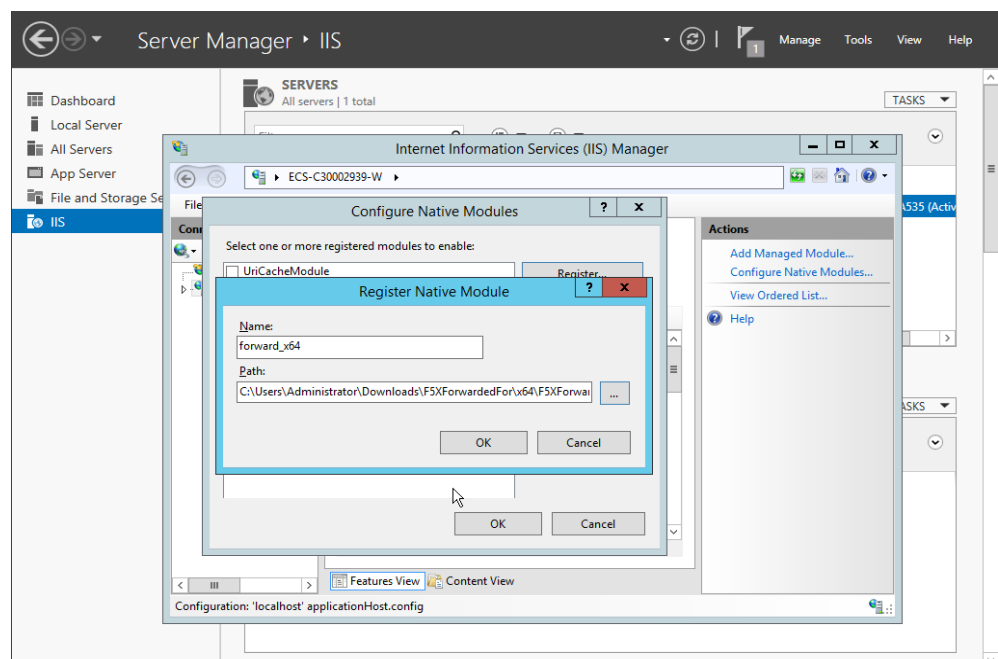 Server Manager ‣ IIS
1 Manage Tools View Help
Dashboard
Local Server
All Servers
App Server
File and Storage Se
IIS
SERVERS
All servers | 1 total
TASKS
Internet Information Services (IIS) Manager
ECS-C30002939-W
File
A535 (Activ
Configure Native Modules
Select one or more registered modules to enable:
UriCacheModule
Register...
Register Native Module
Name:
forward_x64
Path:
C:\Users\Administrator\Downloads\F5XForwardedFor\x64\F5XForwar
...
OK Cancel
OK Cancel
Actions
Add Managed Module...
Configure Native Modules...
View Ordered List...
Help
Features View Content View
Configuration: 'localhost' applicationHost.config